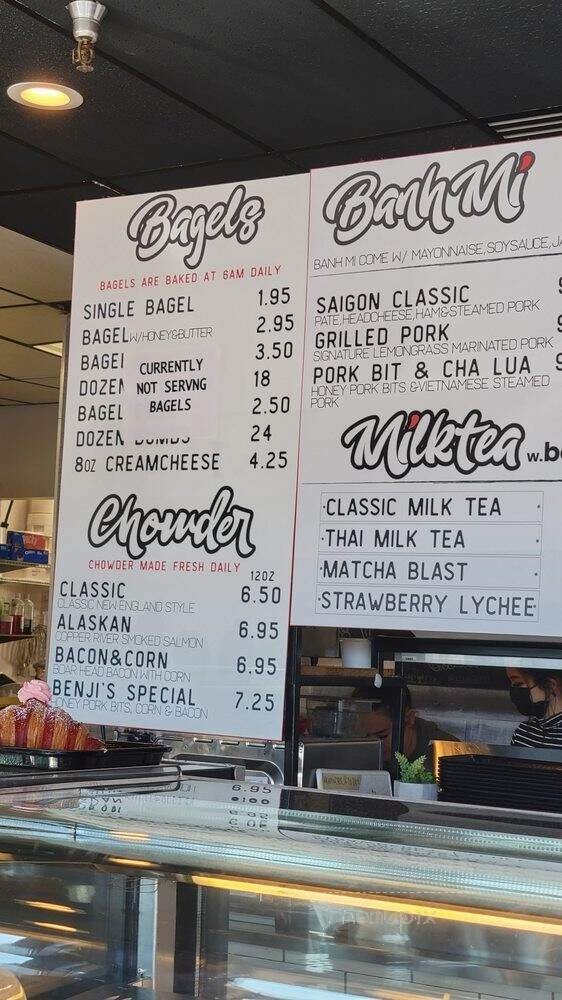 Bagels
BAGELS ARE BAKED AT 6AM DAILY
SINGLE BAGEL 1.95
BAGEL W/HONEY&BUTTER 2.95
BAGEL 3.50
DOZEN 18
BAGEL 2.50
DOZEN BOMBS 24
8OZ CREAMCHEESE 4.25
CURRENTLY
NOT SERVNG
BAGELS
Chowder
CHOWDER MADE FRESH DAILY
12OZ
CLASSIC 6.50
CLASSIC NEW ENGLAND STYLE
ALASKAN 6.95
COPPER RIVER SMOKED SALMON
BACON&CORN 6.95
BOAR HEAD BACON WITH CORN
BENJI'S SPECIAL 7.25
HONEY PORK BITS, CORN & BACON
Banh Mi
BANH MI COME W/ MAYONNAISE, SOYSAUCE,
SAIGON CLASSIC
PATE, HEADCHEESE, HAM&STEAMED PORK
GRILLED PORK
SIGNATURE LEMONGRASS MARINATED PORK
PORK BIT & CHA LUA
HONEY PORK BITS &VIETNAMESE STEAMED
PORK
Milktea w.
CLASSIC MILK TEA
THAI MILK TEA
MATCHA BLAST
STRAWBERRY LYCHEE